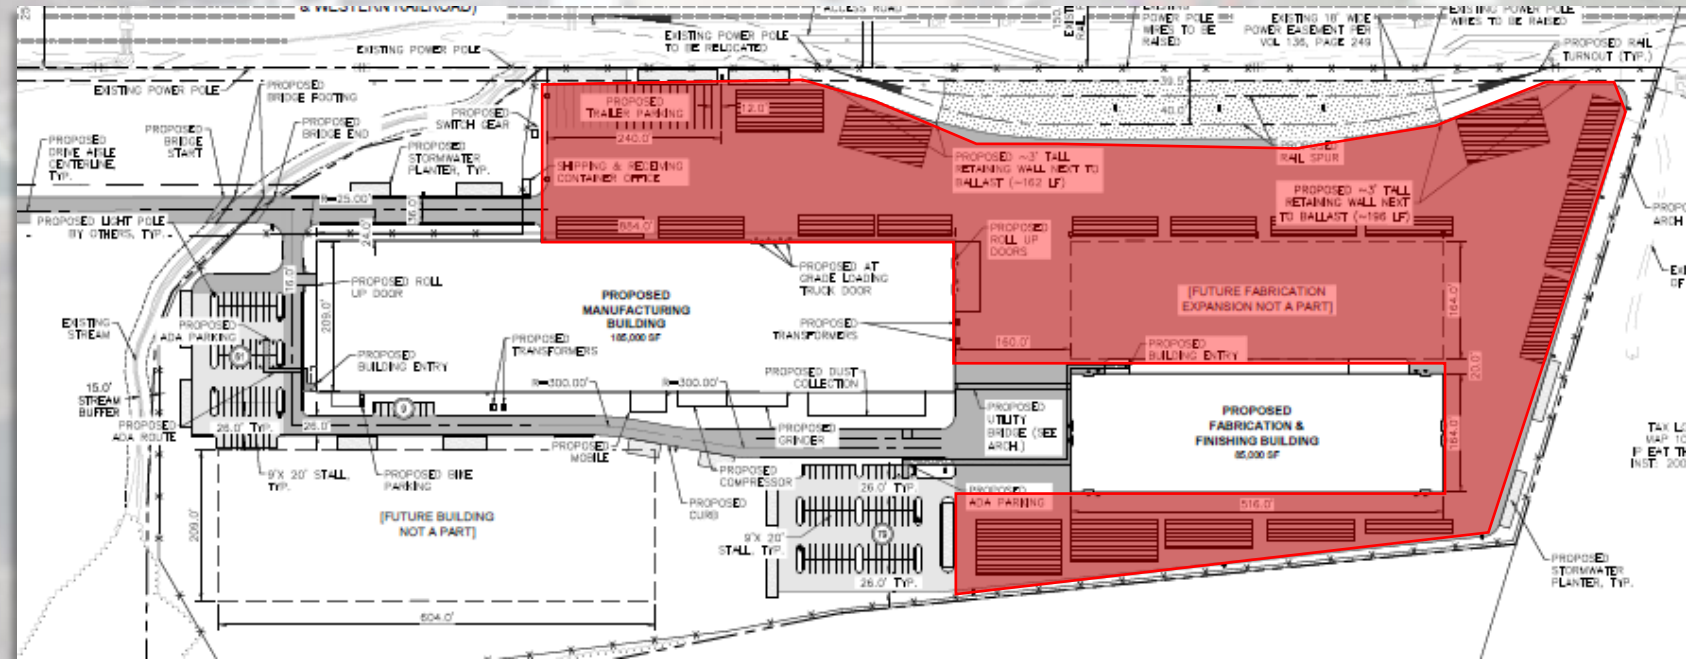 & WESTERN RAILROAD)
ACCESS ROAD
EXISTING POWER POLE
EXISTING POWER POLE
TO BE RELOCATED
POWER POLE
WIRES TO BE
RAISED
EXISTING 18' WIDE
POWER EASEMENT PER
VOL 136, PAGE 249
EXISTING POWER POLE
WIRES TO BE RAISED
PROPOSED RAIL
TURNOUT (TYP.)
EXISTING POWER POLE
PROPOSED
BRIDGE FOOTING
PROPOSED
BRIDGE END
PROPOSED
BRIDGE
START
PROPOSED
DRIVE AISLE
CENTERLINE,
TYP.
PROPOSED
SWITCH GEAR
PROPOSED
STORMWATER
PLANTER, TYP.
PROPOSED
TRAILER PARKING
12.0'
240.0'
39.5'
40.0'
SHIPPING & RECEIVING
CONTAINER OFFICE
PROPOSED ~3' TALL
RETAINING WALL NEXT TO
BALLAST (~162 LF)
PROPOSED
RAIL SPUR
PROPOSED ~3' TALL
RETAINING WALL NEXT
TO BALLAST (~196 LF)
R=25.00'
36.0'
24.0'
884.0'
PROPOSED LIGHT POLE
BY OTHERS, TYP.
PROPOSED
ROLL UP
DOORS
PROPOSED AT
GRADE LOADING
TRUCK DOOR
16.0'
PROPOSED ROLL
UP DOOR
209.0'
PROPOSED
MANUFACTURING
BUILDING
185,000 SF
[FUTURE FABRICATION
EXPANSION NOT A PART]
164.0'
EXISTING
STREAM
PROPOSED
ADA PARKING
PROPOSED
BUILDING ENTRY
PROPOSED
TRANSFORMERS
PROPOSED
TRANSFORMERS
160.0'
PROPOSED
BUILDING ENTRY
20.0'
15.0'
STREAM
BUFFER
R=300.00'
R=300.00'
PROPOSED DUST
COLLECTION
9
PROPOSED
ADA ROUTE
26.0' TYP.
26.0'
PROPOSED
MOBILE
PROPOSED
GRINDER
PROPOSED
UTILITY
BRIDGE (SEE
ARCH.)
PROPOSED
FABRICATION &
FINISHING BUILDING
85,000 SF
164.0'
9'X 20' STALL,
TYP.
PROPOSED BIKE
PARKING
PROPOSED
COMPRESSOR
PROPOSED
CURB
26.0' TYP.
PROPOSED
ADA PARKING
516.0'
209.0'
[FUTURE BUILDING
NOT A PART]
9'X 20'
STALL, TYP.
26.0' TYP.
604.0'
PROPOSED
STORMWATER
PLANTER, TYP.